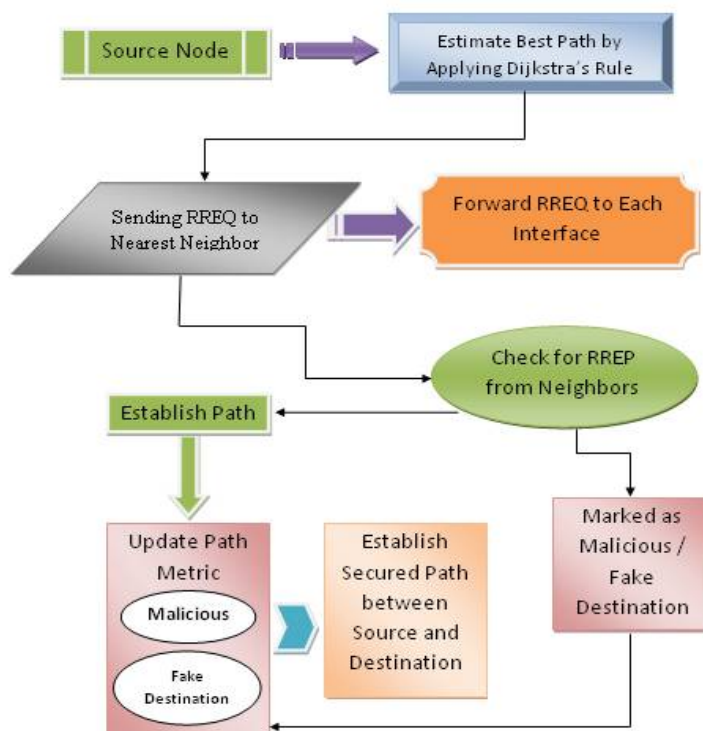 Source Node
Estimate Best Path by
Applying Dijkstra's Rule
Sending RREQ to
Nearest Neighbor
Forward RREQ to Each
Interface
Check for RREP
from Neighbors
Establish Path
Update Path
Metric
Malicious
Fake
Destination
Establish
Secured Path
between
Source and
Destination
Marked as
Malicious /
Fake
Destination